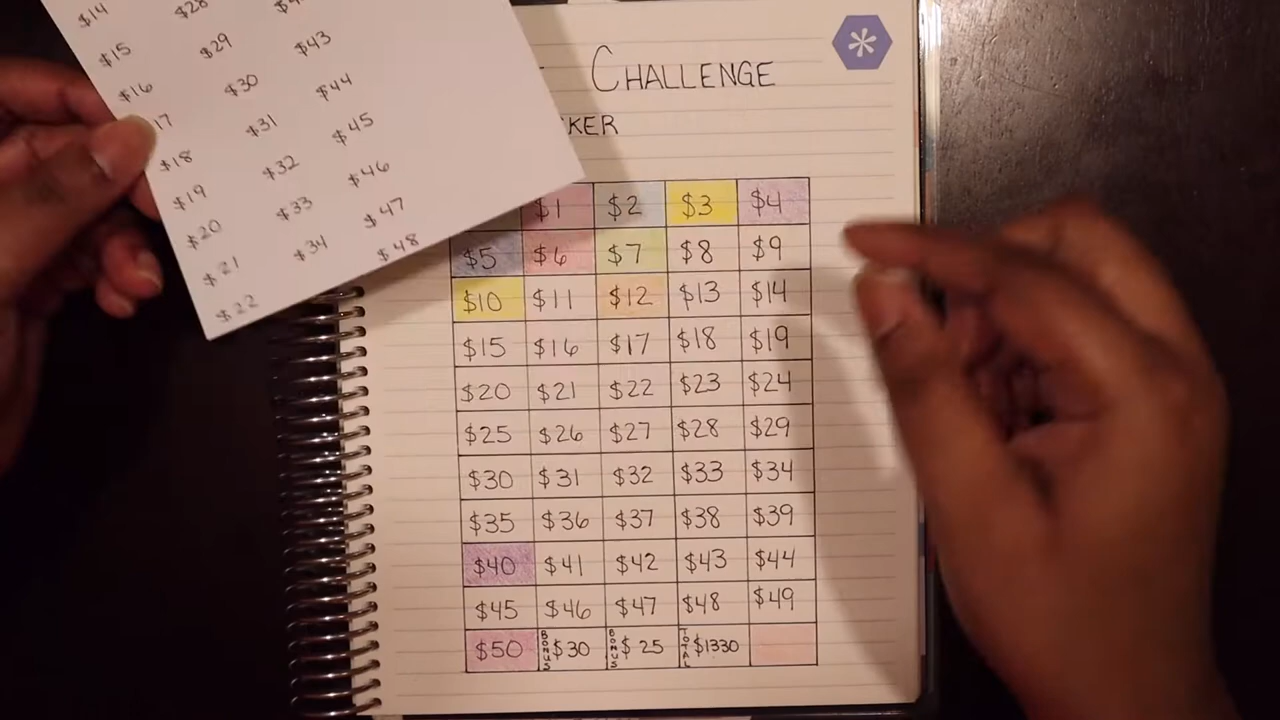 $14 $28
$15 $29 $43
$16 $30 $44
17 $31 $45
$18 $32 $46
$19 $33 $47
$20 $34 $48
$21
$22
CHALLENGE
KER
$1 $2 $3 $4
$5 $6 $7 $8 $9
$10 $11 $12 $13 $14
$15 $16 $17 $18 $19
$20 $21 $22 $23 $24
$25 $26 $27 $28 $29
$30 $31 $32 $33 $34
$35 $36 $37 $38 $39
$40 $41 $42 $43 $44
$45 $46 $47 $48 $49
$50 BONUS $30 BONUS $25 TOTAL $1330